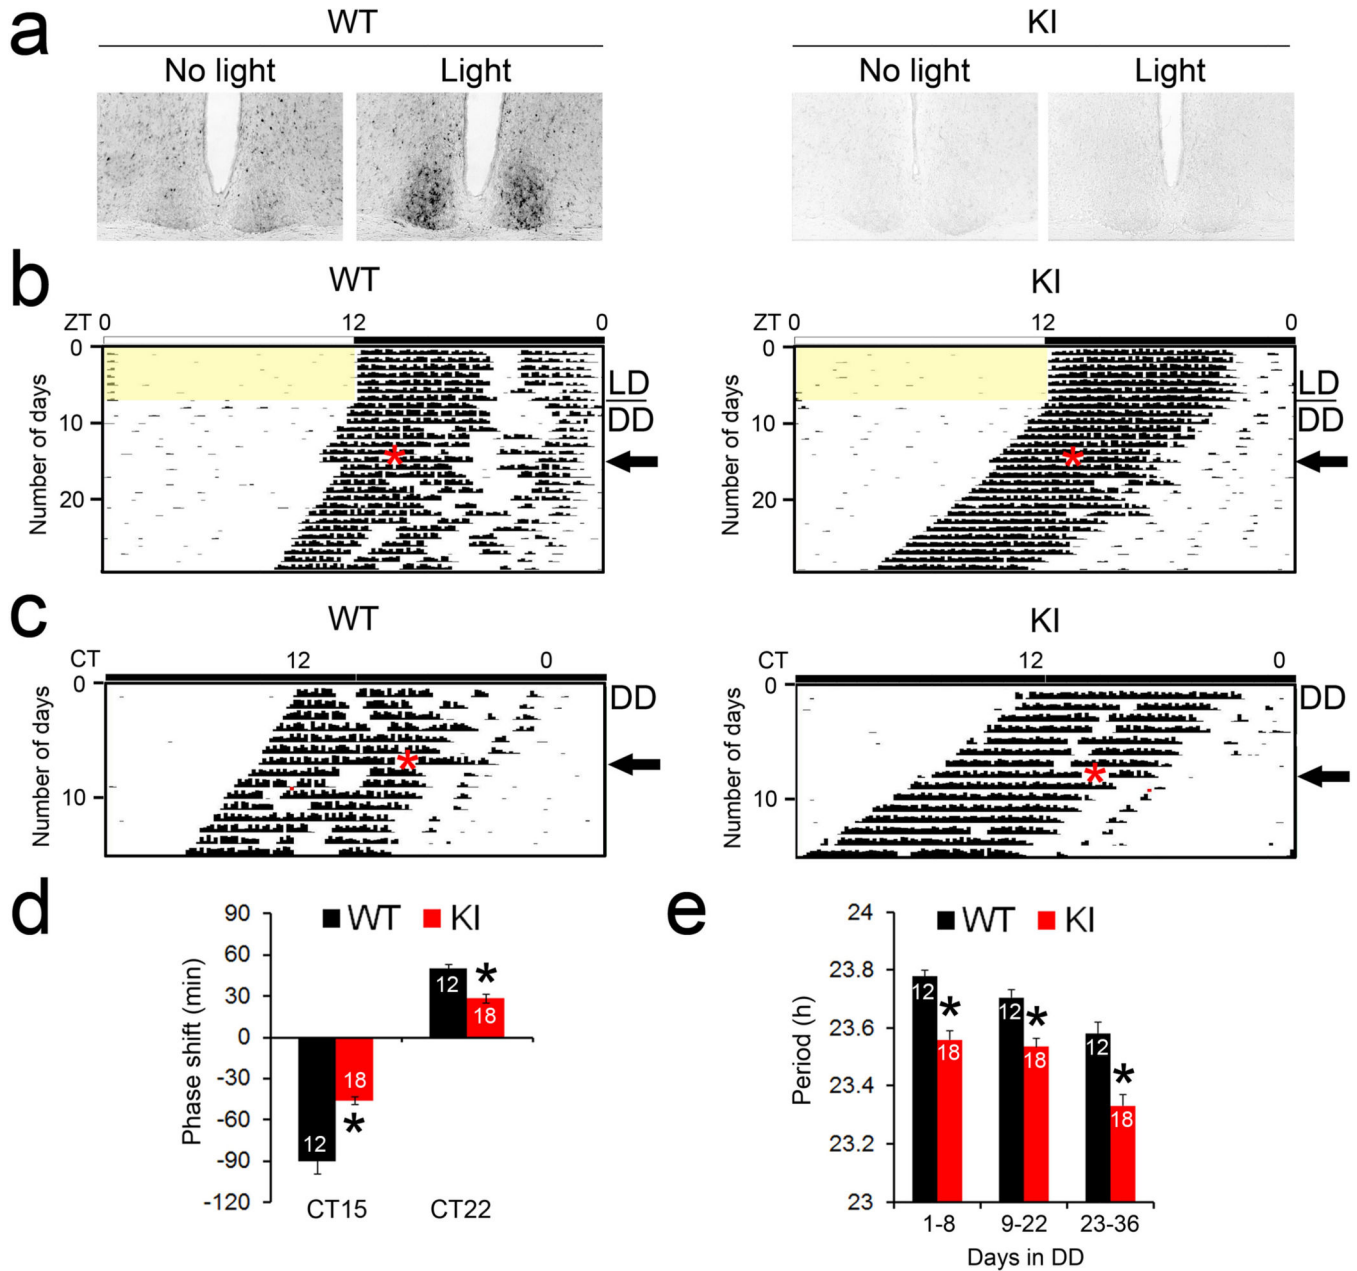 a
WT
KI
No light
Light
No light
Light
b
WT
KI
ZT 0 12 0
ZT 0 12 0
Number of days
0
10
20
LD
DD
Number of days
0
10
20
LD
DD
c
WT
KI
CT 12 0
CT 12 0
Number of days
0
10
DD
Number of days
0
10
DD
d
WT KI
Phase shift (min)
90
60
30
0
-30
-60
-90
-120
12
18
12
18
*
*
CT15 CT22
e
WT KI
Period (h)
24
23.8
23.6
23.4
23.2
23
12
18
12
18
12
18
*
*
*
1-8 9-22 23-36
Days in DD